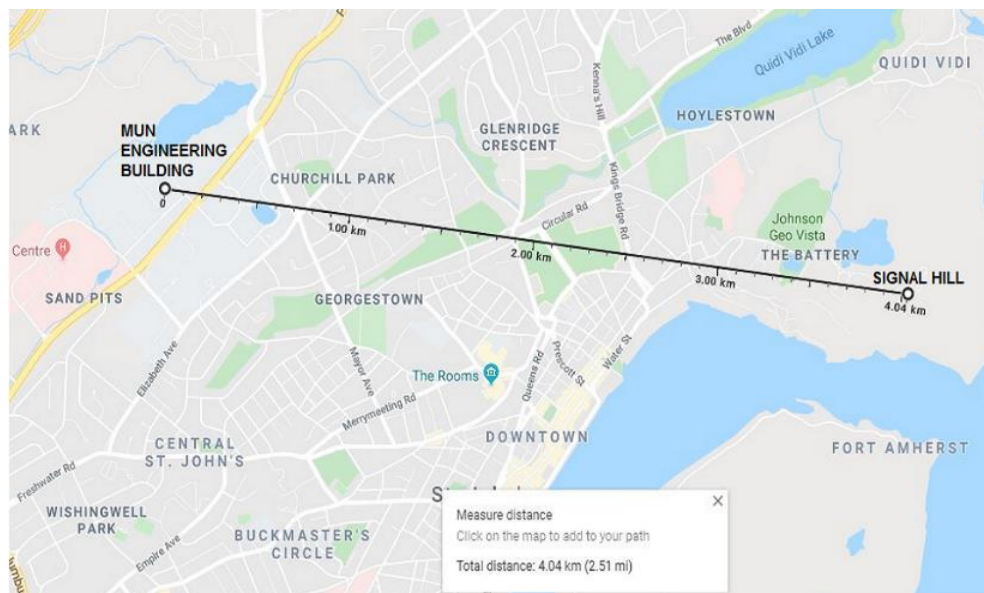 The Blvd
Quidi Vidi Lake
QUIDI VIDI
Kenna's Hill
HOYLESTOWN
ARK
MUN
ENGINEERING
BUILDING
GLENRIDGE
CRESCENT
CHURCHILL PARK
Kings Bridge Rd
0
1.00 km
Circular Rd
2.00 km
3.00 km
Johnson
Geo Vista
THE BATTERY
SIGNAL HILL
4.04 km
Centre
H
SAND PITS
GEORGESTOWN
Elizabeth Ave
Mayor Ave
The Rooms
Queens Rd
Prescott St
Water St
Merrymeeting Rd
DOWNTOWN
FORT AMHERST
CENTRAL
ST. JOHN'S
Freshwater Rd
WISHINGWELL
PARK
Empire Ave
BUCKMASTER'S
CIRCLE
Measure distance
Click on the map to add to your path
Total distance: 4.04 km (2.51 mi)